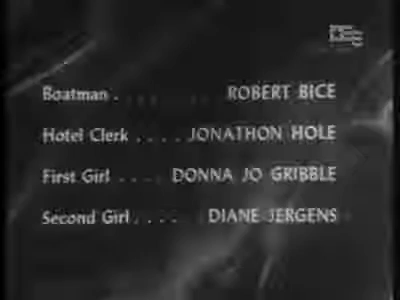 Boatman . . . . . . . ROBERT BICE
Hotel Clerk . . . . JONATHON HOLE
First Girl . . . . DONNA JO GRIBBLE
Second Girl . . . . DIANE JERGENS